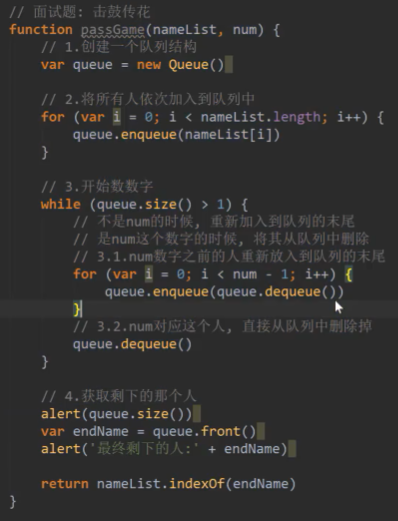 // 面试题: 击鼓传花
function passGame(nameList, num) {
    // 1.创建一个队列结构
    var queue = new Queue()

    // 2.将所有人依次加入到队列中
    for (var i = 0; i < nameList.length; i++) {
        queue.enqueue(nameList[i])
    }

    // 3.开始数数字
    while (queue.size() > 1) {
        // 不是num的时候, 重新加入到队列的末尾
        // 是num这个数字的时候, 将其从队列中删除
        // 3.1.num数字之前的人重新放入到队列的末尾
        for (var i = 0; i < num - 1; i++) {
            queue.enqueue(queue.dequeue())
        }
        // 3.2.num对应这个人, 直接从队列中删除掉
        queue.dequeue()
    }

    // 4.获取剩下的那个人
    alert(queue.size())
    var endName = queue.front()
    alert('最终剩下的人:' + endName)

    return nameList.indexOf(endName)
}